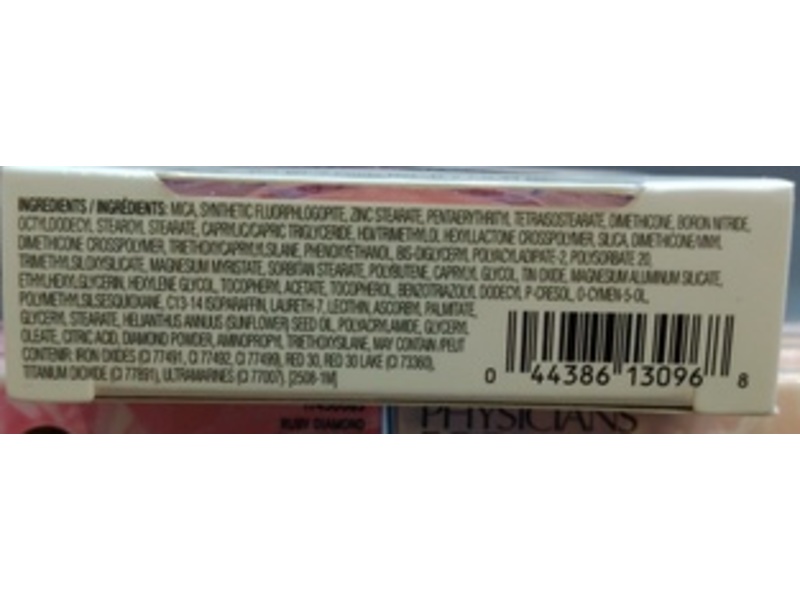 INGREDIENTS / INGRÉDIENTS: MICA, SYNTHETIC FLUORPHLOGOPITE, ZINC STEARATE, PENTAERYTHRITYL TETRAISOSTEARATE, DIMETHICONE, BORON NITRIDE,
OCTYLDODECYL STEAROYL STEARATE, CAPRYLIC/CAPRIC TRIGLYCERIDE, HDI/TRIMETHYLOL HEXYLLACTONE CROSSPOLYMER, SILICA, DIMETHICONE/VINYL
DIMETHICONE CROSSPOLYMER, TRIETHOXYCAPRYLYLSILANE, PHENOXYETHANOL, BIS-DIGLYCERYL POLYACYLADIPATE-2, POLYSORBATE 20,
TRIMETHYLSILOXYSILICATE, MAGNESIUM MYRISTATE, SORBITAN STEARATE, POLYBUTENE, CAPRYLYL GLYCOL, TIN OXIDE, MAGNESIUM ALUMINUM SILICATE,
ETHYLHEXYLGLYCERIN, HEXYLENE GLYCOL, TOCOPHERYL ACETATE, TOCOPHEROL, BENZOTRIAZOLYL DODECYL P-CRESOL, O-CYMEN-5-OL,
POLYMETHYLSILSESQUIOXANE, C13-14 ISOPARAFFIN, LAURETH-7, LECITHIN, ASCORBYL PALMITATE,
GLYCERYL STEARATE, HELIANTHUS ANNUUS (SUNFLOWER) SEED OIL, POLYACRYLAMIDE, GLYCERYL
OLEATE, CITRIC ACID, DIAMOND POWDER, AMINOPROPYL TRIETHOXYSILANE, MAY CONTAIN /PEUT
CONTENIR: IRON OXIDES (CI 77491, CI 77492, CI 77499), RED 30, RED 30 LAKE (CI 73360),
TITANIUM DIOXIDE (CI 77891), ULTRAMARINES (CI 77007). [2508-1M]
0 44386 13096 8
RUBY DIAMOND
PHYSICIANS